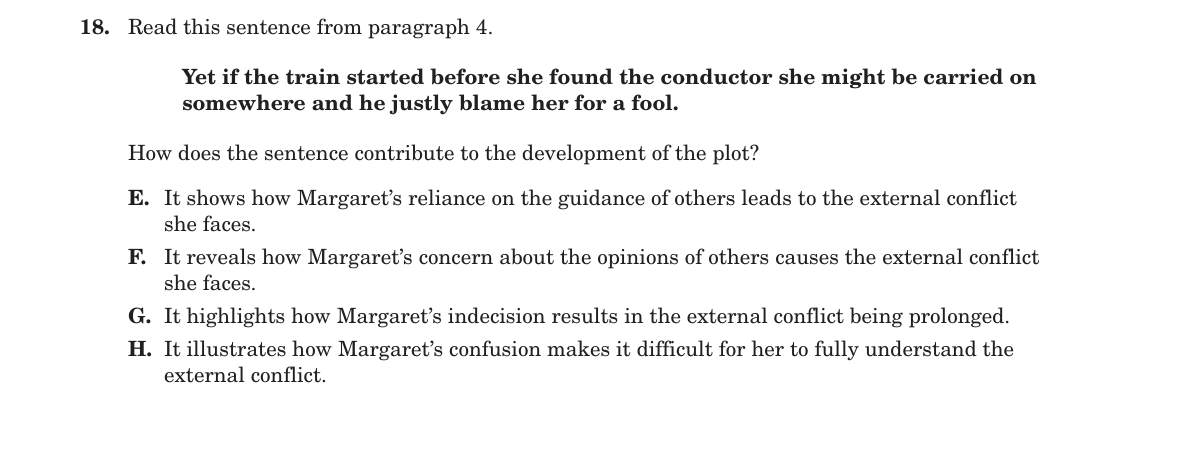 18. Read this sentence from paragraph 4.
Yet if the train started before she found the conductor she might be carried on
somewhere and he justly blame her for a fool.
How does the sentence contribute to the development of the plot?
E. It shows how Margaret’s reliance on the guidance of others leads to the external conflict
she faces.
F. It reveals how Margaret’s concern about the opinions of others causes the external conflict
she faces.
G. It highlights how Margaret’s indecision results in the external conflict being prolonged.
H. It illustrates how Margaret’s confusion makes it difficult for her to fully understand the
external conflict.